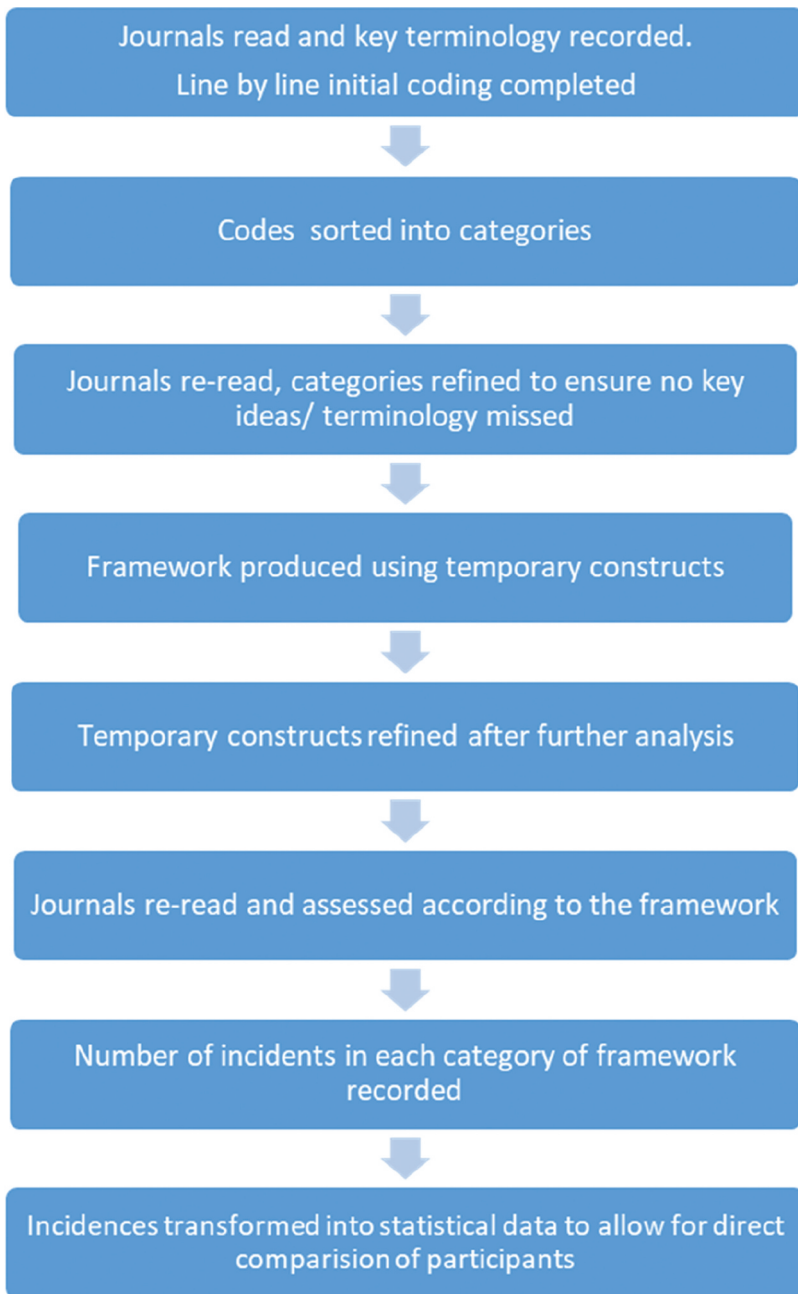 Journals read and key terminology recorded.
Line by line initial coding completed
Codes sorted into categories
Journals re-read, categories refined to ensure no key
ideas/ terminology missed
Framework produced using temporary constructs
Temporary constructs refined after further analysis
Journals re-read and assessed according to the framework
Number of incidents in each category of framework
recorded
Incidences transformed into statistical data to allow for direct
comparision of participants